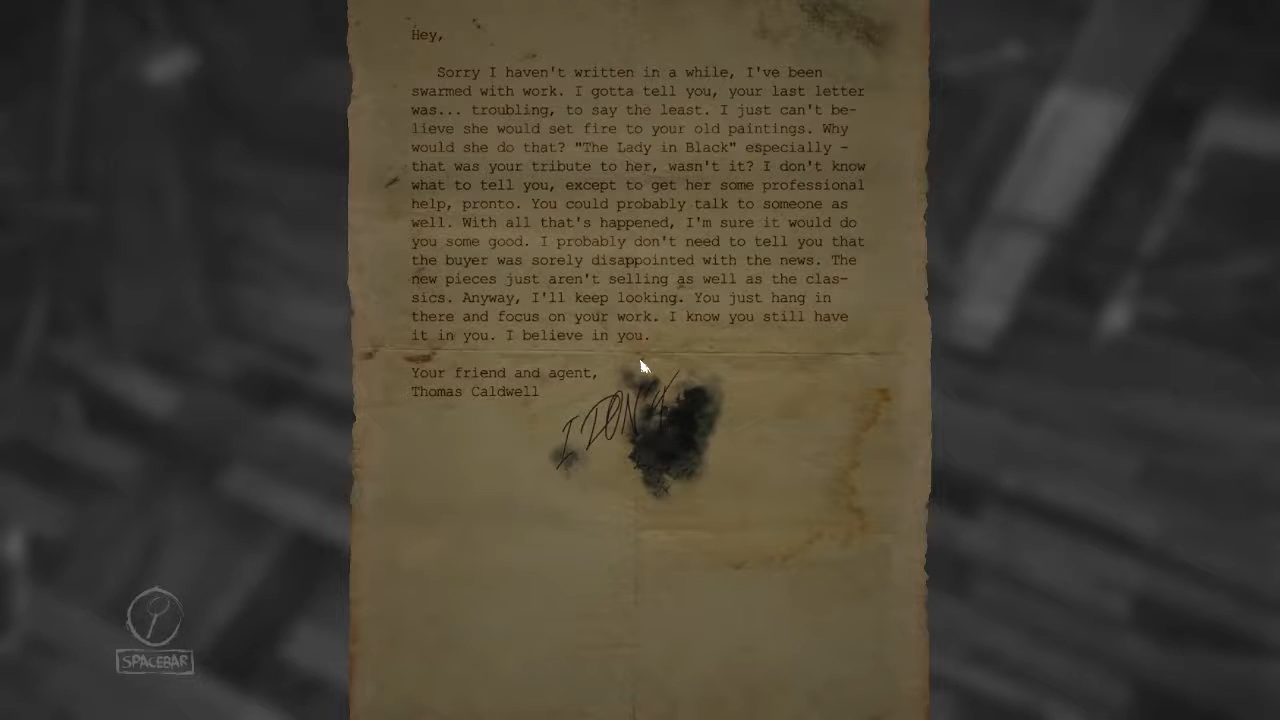 Hey,
Sorry I haven't written in a while, I've been
swarmed with work. I gotta tell you, your last letter
was... troubling, to say the least. I just can't be-
lieve she would set fire to your old paintings. Why
would she do that? "The Lady in Black" especially -
that was your tribute to her, wasn't it? I don't know
what to tell you, except to get her some professional
help, pronto. You could probably talk to someone as
well. With all that's happened, I'm sure it would do
you some good. I probably don't need to tell you that
the buyer was sorely disappointed with the news. The
new pieces just aren't selling as well as the clas-
sics. Anyway, I'll keep looking. You just hang in
there and focus on your work. I know you still have
it in you. I believe in you.
Your friend and agent,
Thomas Caldwell
I DON'T
SPACEBAR